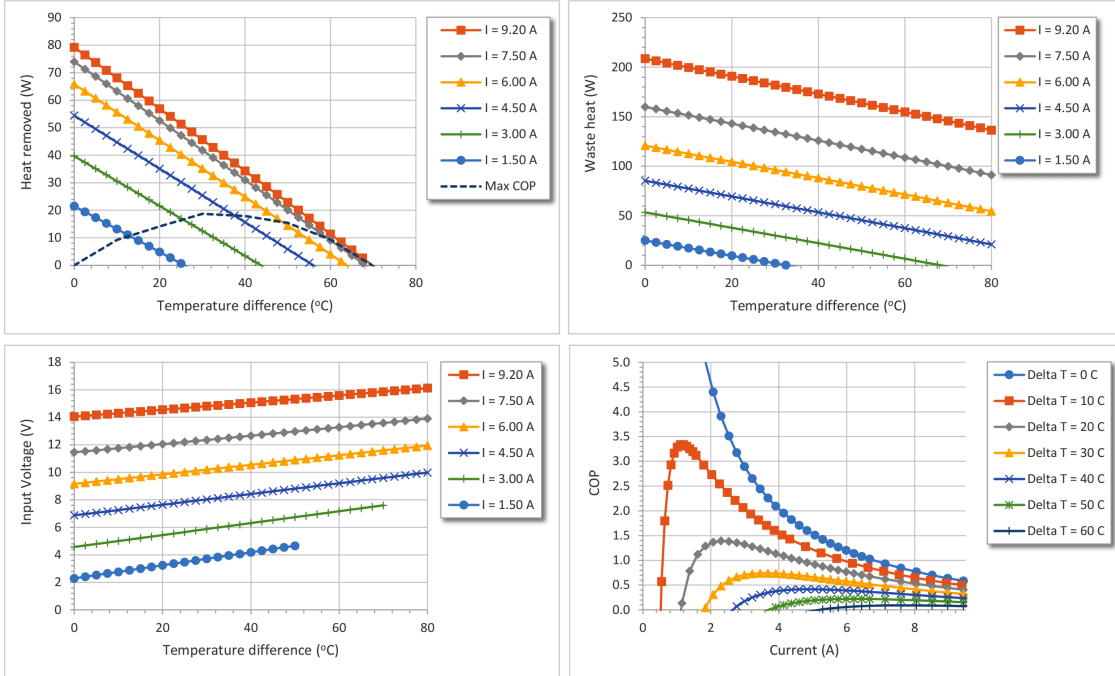 Heat removed (W)
90
80
70
60
50
40
30
20
10
0
0 20 40 60 80
Temperature difference (°C)
I = 9.20 A
I = 7.50 A
I = 6.00 A
I = 4.50 A
I = 3.00 A
I = 1.50 A
Max COP
Waste heat (W)
250
200
150
100
50
0
0 20 40 60 80
Temperature difference (°C)
I = 9.20 A
I = 7.50 A
I = 6.00 A
I = 4.50 A
I = 3.00 A
I = 1.50 A
Input Voltage (V)
18
16
14
12
10
8
6
4
2
0
0 20 40 60 80
Temperature difference (°C)
I = 9.20 A
I = 7.50 A
I = 6.00 A
I = 4.50 A
I = 3.00 A
I = 1.50 A
COP
5.0
4.5
4.0
3.5
3.0
2.5
2.0
1.5
1.0
0.5
0.0
0 2 4 6 8
Current (A)
Delta T = 0 C
Delta T = 10 C
Delta T = 20 C
Delta T = 30 C
Delta T = 40 C
Delta T = 50 C
Delta T = 60 C